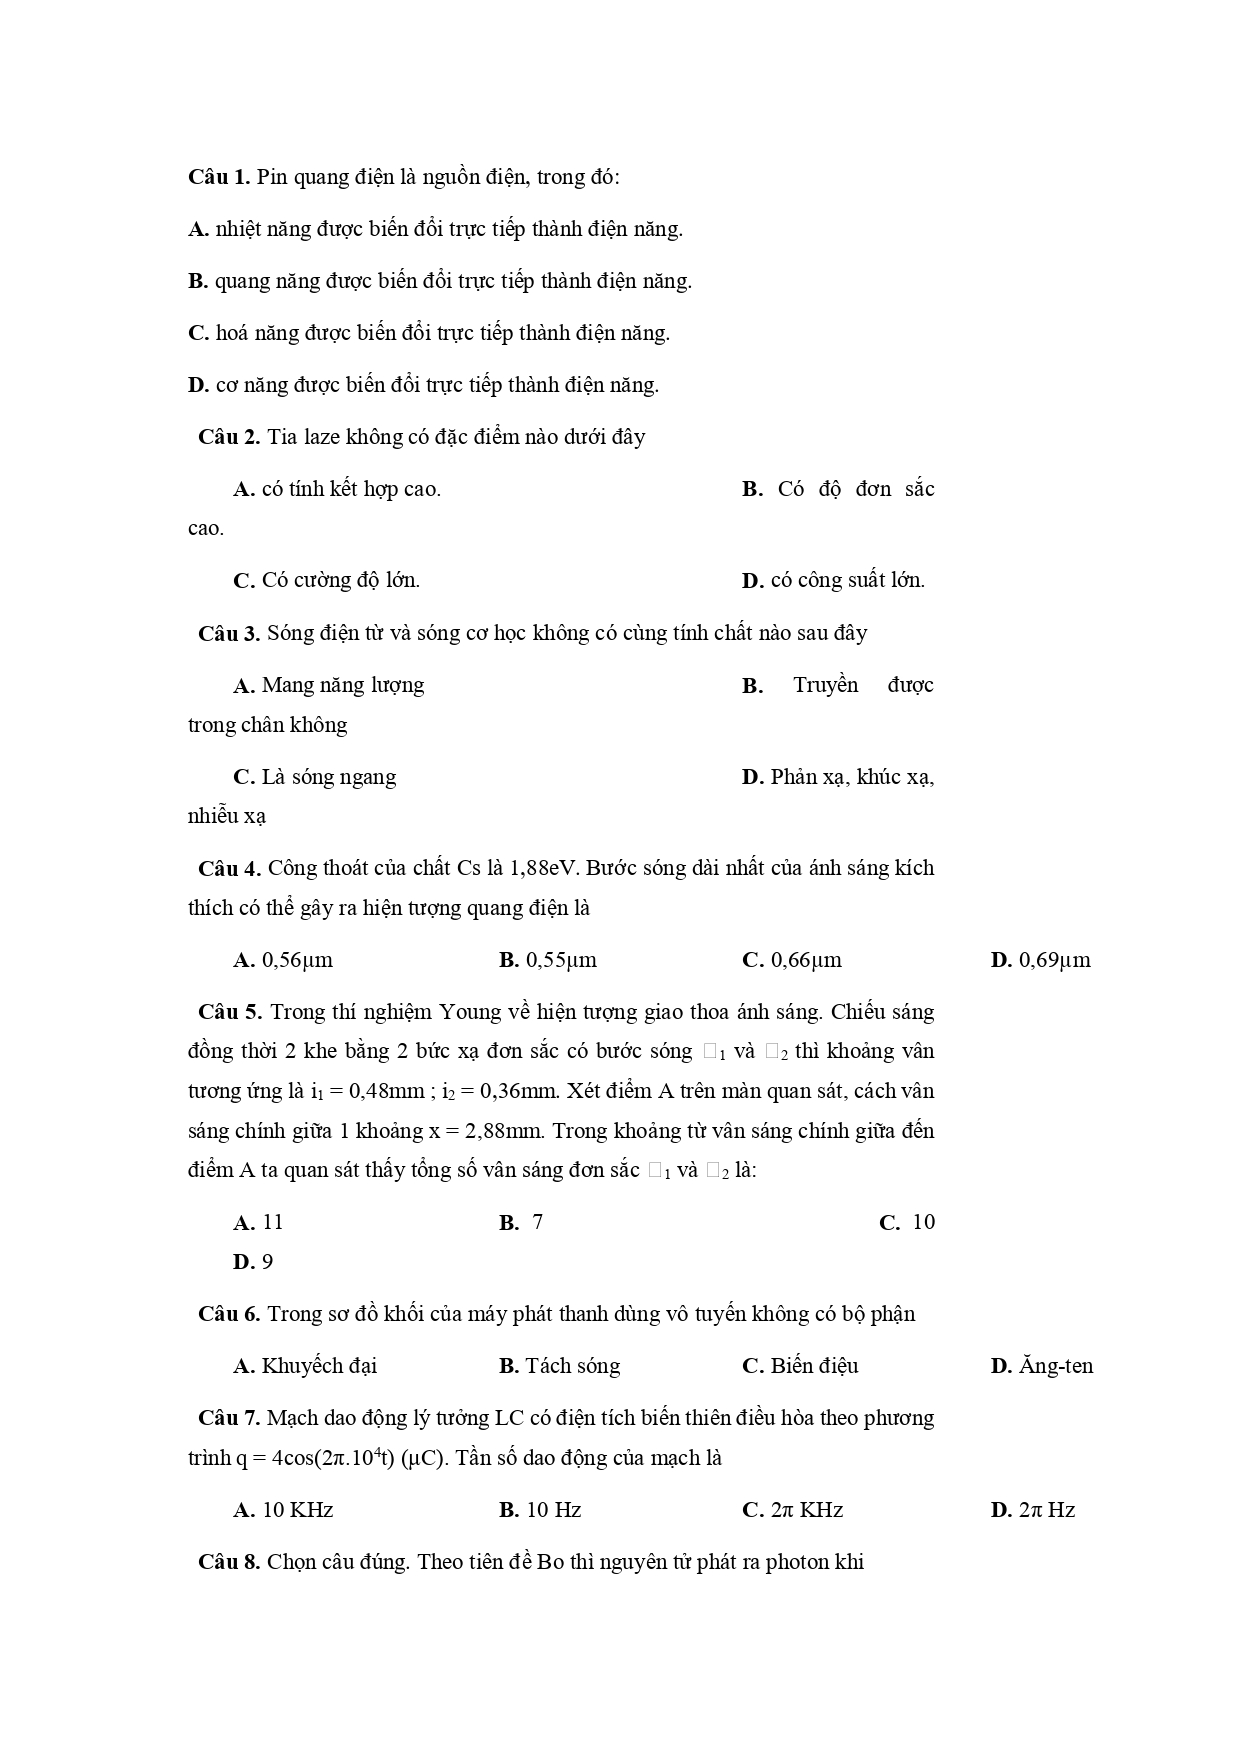 Câu 1. Pin quang điện là nguồn điện, trong đó:
A. nhiệt năng được biến đổi trực tiếp thành điện năng.
B. quang năng được biến đổi trực tiếp thành điện năng.
C. hoá năng được biến đổi trực tiếp thành điện năng.
D. cơ năng được biến đổi trực tiếp thành điện năng.
Câu 2. Tia laze không có đặc điểm nào dưới đây
A. có tính kết hợp cao. B. Có độ đơn sắc
cao.
C. Có cường độ lớn. D. có công suất lớn.
Câu 3. Sóng điện từ và sóng cơ học không có cùng tính chất nào sau đây
A. Mang năng lượng B. Truyền được
trong chân không
C. Là sóng ngang D. Phản xạ, khúc xạ,
nhiễu xạ
Câu 4. Công thoát của chất Cs là 1,88eV. Bước sóng dài nhất của ánh sáng kích
thích có thể gây ra hiện tượng quang điện là
A. 0,56µm B. 0,55µm C. 0,66µm D. 0,69µm
Câu 5. Trong thí nghiệm Young về hiện tượng giao thoa ánh sáng. Chiếu sáng
đồng thời 2 khe bằng 2 bức xạ đơn sắc có bước sóng □₁ và □₂ thì khoảng vân
tương ứng là i₁ = 0,48mm ; i₂ = 0,36mm. Xét điểm A trên màn quan sát, cách vân
sáng chính giữa 1 khoảng x = 2,88mm. Trong khoảng từ vân sáng chính giữa đến
điểm A ta quan sát thấy tổng số vân sáng đơn sắc □₁ và □₂ là:
A. 11 B. 7 C. 10
D. 9
Câu 6. Trong sơ đồ khối của máy phát thanh dùng vô tuyến không có bộ phận
A. Khuyếch đại B. Tách sóng C. Biến điệu D. Ăng-ten
Câu 7. Mạch dao động lý tưởng LC có điện tích biến thiên điều hòa theo phương
trình q = 4cos(2π.10⁴t) (µC). Tần số dao động của mạch là
A. 10 KHz B. 10 Hz C. 2π KHz D. 2π Hz
Câu 8. Chọn câu đúng. Theo tiên đề Bo thì nguyên tử phát ra photon khi